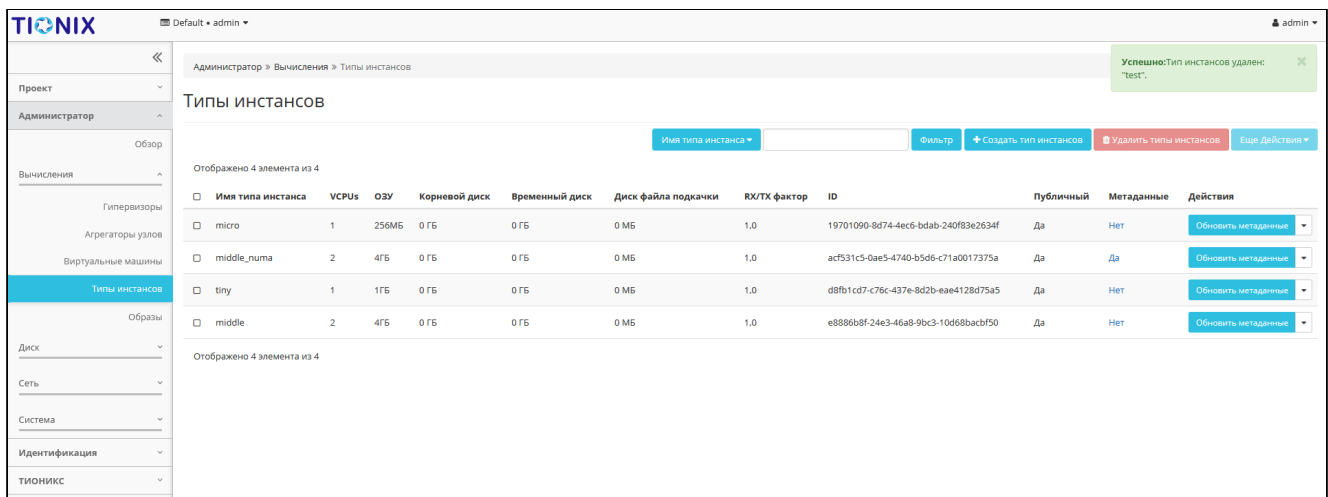 TIONIX
Default • admin
admin
Администратор » Вычисления » Типы инстансов
Успешно:Тип инстансов удален:
"test".
Проект
Администратор
Обзор
Вычисления
Гипервизоры
Агрегаторы узлов
Виртуальные машины
Типы инстансов
Образы
Диск
Сеть
Система
Идентификация
ТИОНИКС
Типы инстансов
Имя типа инстанса Фильтр Создать тип инстансов Удалить типы инстансов Еще Действия
Отображено 4 элемента из 4
Имя типа инстанса VCPUs ОЗУ Корневой диск Временный диск Диск файла подкачки RX/TX фактор ID Публичный Метаданные Действия
micro 1 256МБ 0 ГБ 0 ГБ 0 МБ 1,0 19701090-8d74-4ec6-bdab-240f83e2634f Да Нет Обновить метаданные
middle_numa 2 4ГБ 0 ГБ 0 ГБ 0 МБ 1,0 acf531c5-0ae5-4740-b5d6-c71a0017375a Да Да Обновить метаданные
tiny 1 1ГБ 0 ГБ 0 ГБ 0 МБ 1,0 d8fb1cd7-c76c-437e-8d2b-eae4128d75a5 Да Нет Обновить метаданные
middle 2 4ГБ 0 ГБ 0 ГБ 0 МБ 1,0 e8886b8f-24e3-46a8-9bc3-10d68bacbf50 Да Нет Обновить метаданные
Отображено 4 элемента из 4